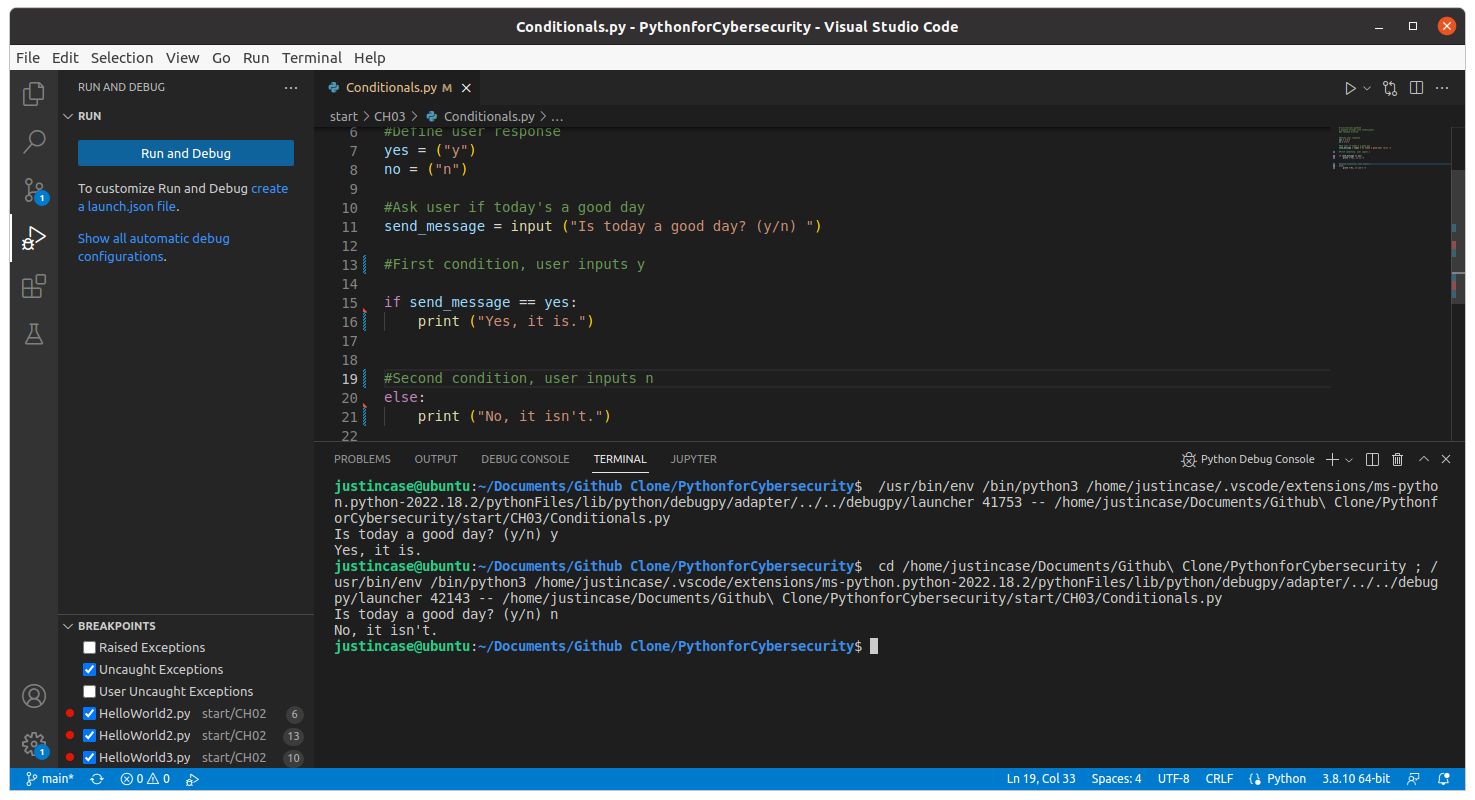 Conditionals.py - PythonforCybersecurity - Visual Studio Code
File Edit Selection View Go Run Terminal Help
RUN AND DEBUG
RUN
Run and Debug
To customize Run and Debug create
a launch.json file.
Show all automatic debug
configurations.
BREAKPOINTS
Raised Exceptions
Uncaught Exceptions
User Uncaught Exceptions
HelloWorld2.py start/CH02 6
HelloWorld2.py start/CH02 13
HelloWorld3.py start/CH02 10
1
1
Conditionals.py M
start > CH03 > Conditionals.py > ...
6 #Define user response
7 yes = ("y")
8 no = ("n")
9
10 #Ask user if today's a good day
11 send_message = input ("Is today a good day? (y/n) ")
12
13 #First condition, user inputs y
14
15 if send_message == yes:
16 print ("Yes, it is.")
17
18
19 #Second condition, user inputs n
20 else:
21 print ("No, it isn't.")
22
PROBLEMS OUTPUT DEBUG CONSOLE TERMINAL JUPYTER Python Debug Console
justincase@ubuntu:~/Documents/Github Clone/PythonforCybersecurity$ /usr/bin/env /bin/python3 /home/justincase/.vscode/extensions/ms-pytho
n.python-2022.18.2/pythonFiles/lib/python/debugpy/adapter/../../debugpy/launcher 41753 -- /home/justincase/Documents/Github\ Clone/Pythonf
orCybersecurity/start/CH03/Conditionals.py
Is today a good day? (y/n) y
Yes, it is.
justincase@ubuntu:~/Documents/Github Clone/PythonforCybersecurity$ cd /home/justincase/Documents/Github\ Clone/PythonforCybersecurity ; /
usr/bin/env /bin/python3 /home/justincase/.vscode/extensions/ms-python.python-2022.18.2/pythonFiles/lib/python/debugpy/adapter/../../debug
py/launcher 42143 -- /home/justincase/Documents/Github\ Clone/PythonforCybersecurity/start/CH03/Conditionals.py
Is today a good day? (y/n) n
No, it isn't.
justincase@ubuntu:~/Documents/Github Clone/PythonforCybersecurity$
main* 0 0 Ln 19, Col 33 Spaces: 4 UTF-8 CRLF Python 3.8.10 64-bit